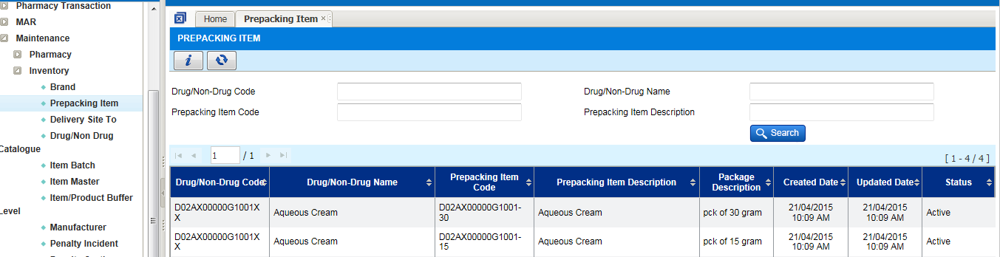 Pharmacy Transaction
MAR
Maintenance
Pharmacy
Inventory
Brand
Prepacking Item
Delivery Site To
Drug/Non Drug
Catalogue
Item Batch
Item Master
Item/Product Buffer
Level
Manufacturer
Penalty Incident
Home
Prepacking Item ×
PREPACKING ITEM
i
Drug/Non-Drug Code
Drug/Non-Drug Name
Prepacking Item Code
Prepacking Item Description
Search
1 / 1
[ 1 - 4 / 4 ]
Drug/Non-Drug Code
Drug/Non-Drug Name
Prepacking Item
Code
Prepacking Item Description
Package
Description
Created Date
Updated Date
Status
D02AX00000G1001X
X
Aqueous Cream
D02AX00000G1001-
30
Aqueous Cream
pck of 30 gram
21/04/2015
10:09 AM
21/04/2015
10:09 AM
Active
D02AX00000G1001X
X
Aqueous Cream
D02AX00000G1001-
15
Aqueous Cream
pck of 15 gram
21/04/2015
10:09 AM
21/04/2015
10:09 AM
Active